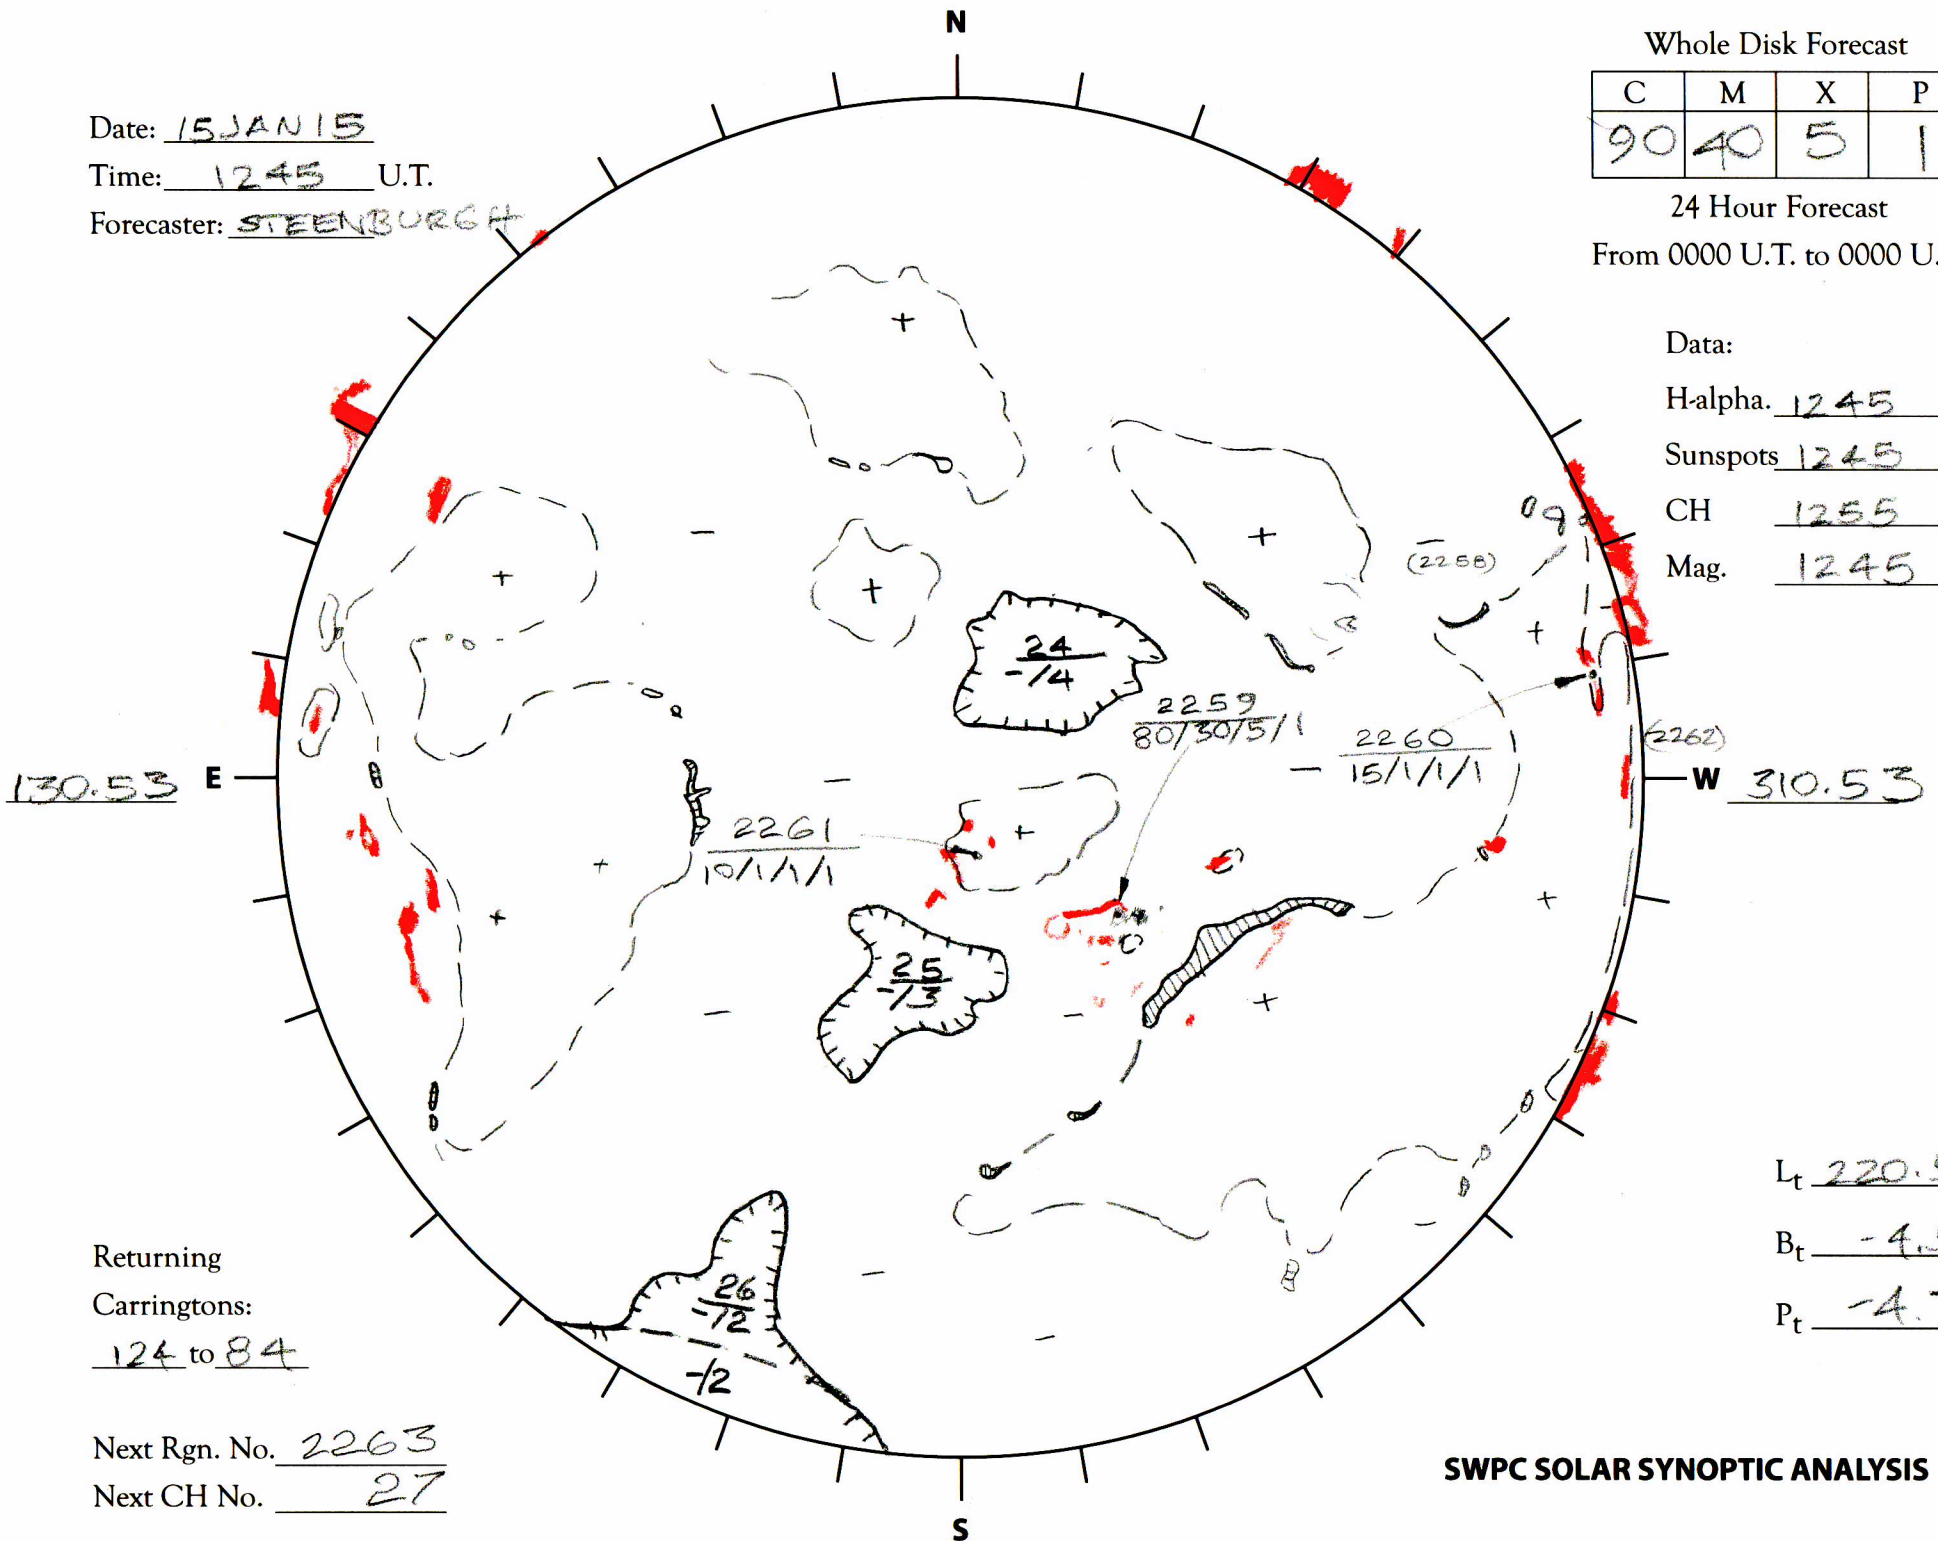 N
Whole Disk Forecast
C M X P
90 40 5 1
24 Hour Forecast
From 0000 U.T. to 0000 U.
Date: 15JAN15
Time: 1245 U.T.
Forecaster: STEENBURGH
Data:
H-alpha. 1245
Sunspots 1245
CH 1255
Mag. 1245
+
+
+
+
+
+
+
+
+
+
+
-
-
-
-
-
-
-
-
-
-
(2258)
24
-/4
2259
80/30/5/1
2260
15/1/1/1
(2262)
130.53 E
W 310.53
2261
10/1/1/1
25
-/3
26
-/2
-/2
Lt 220.5
Bt -4.
Pt -4.
Returning
Carringtons:
124 to 84
Next Rgn. No. 2263
Next CH No. 27
SWPC SOLAR SYNOPTIC ANALYSIS
S